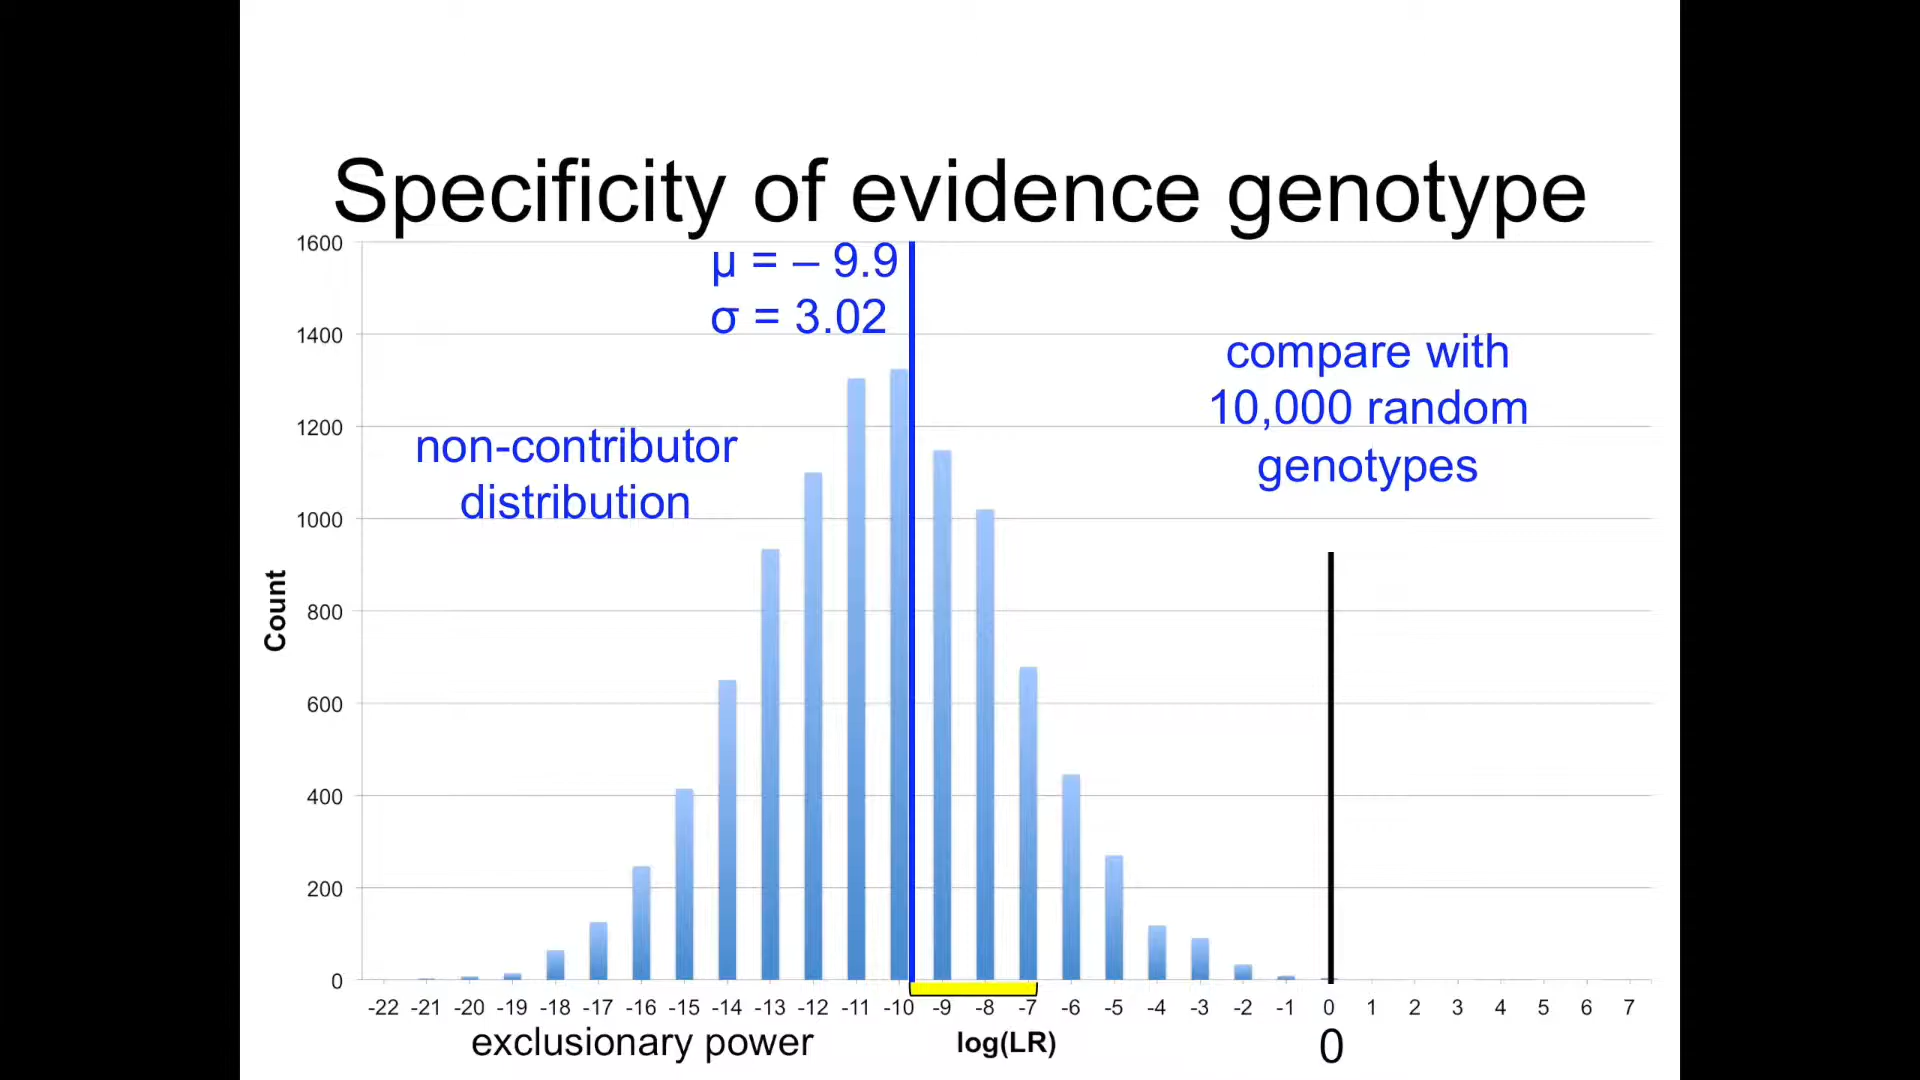 Specificity of evidence genotype
μ = – 9.9
σ = 3.02
compare with
10,000 random
genotypes
non-contributor
distribution
Count
1600
1400
1200
1000
800
600
400
200
0
-22 -21 -20 -19 -18 -17 -16 -15 -14 -13 -12 -11 -10 -9 -8 -7 -6 -5 -4 -3 -2 -1 0 1 2 3 4 5 6 7
exclusionary power log(LR) 0